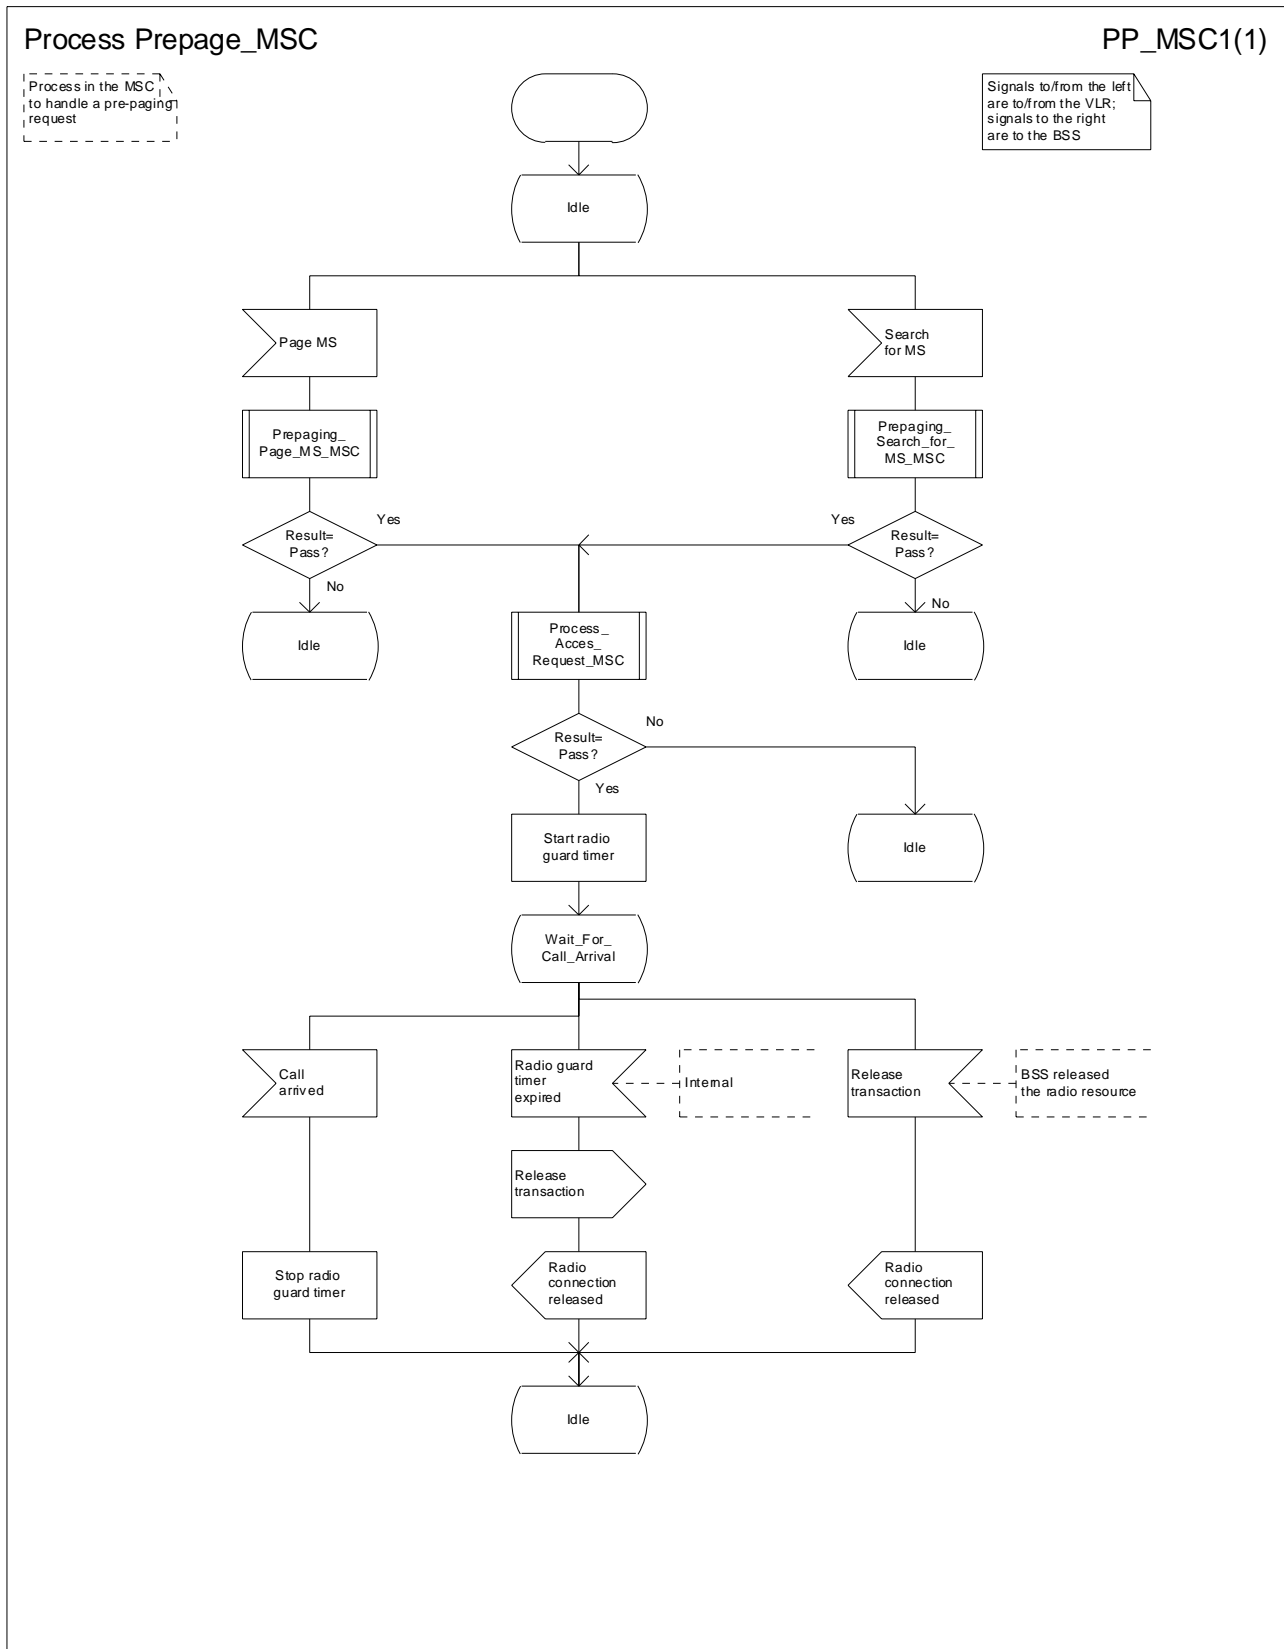 Process Prepage_MSC
PP_MSC1(1)
Process in the MSC
to handle a pre-paging
request
Signals to/from the left
are to/from the VLR;
signals to the right
are to the BSS
Idle
Page MS
Search
for MS
Prepaging_
Page_MS_MSC
Prepaging_
Search_for_
MS_MSC
Result=
Pass?
Yes
No
Yes
Result=
Pass?
No
Idle
Process_
Acces_
Request_MSC
Idle
Result=
Pass?
No
Yes
Start radio
guard timer
Idle
Wait_For_
Call_Arrival
Call
arrived
Radio guard
timer
expired
Internal
Release
transaction
BSS released
the radio resource
Release
transaction
Stop radio
guard timer
Radio
connection
released
Radio
connection
released
Idle